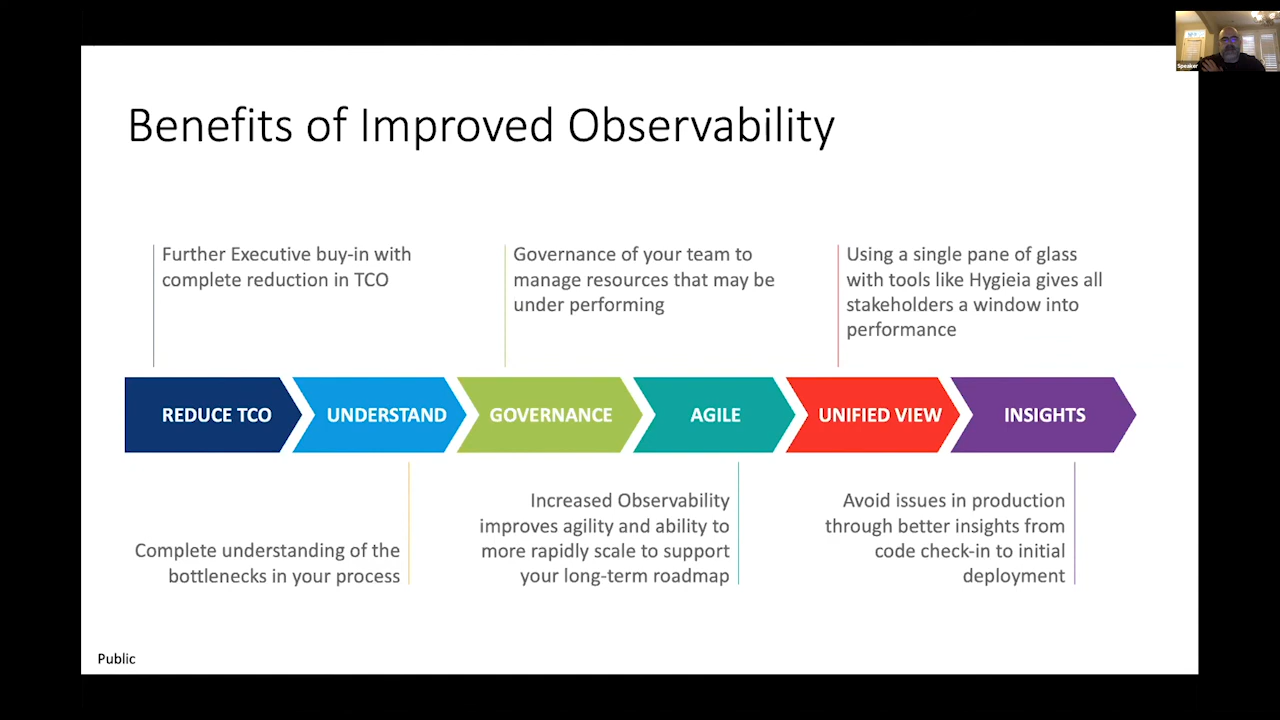 Speaker
Benefits of Improved Observability
Further Executive buy-in with
complete reduction in TCO
Governance of your team to
manage resources that may be
under performing
Using a single pane of glass
with tools like Hygieia gives all
stakeholders a window into
performance
REDUCE TCO
UNDERSTAND
GOVERNANCE
AGILE
UNIFIED VIEW
INSIGHTS
Complete understanding of the
bottlenecks in your process
Increased Observability
improves agility and ability to
more rapidly scale to support
your long-term roadmap
Avoid issues in production
through better insights from
code check-in to initial
deployment
Public